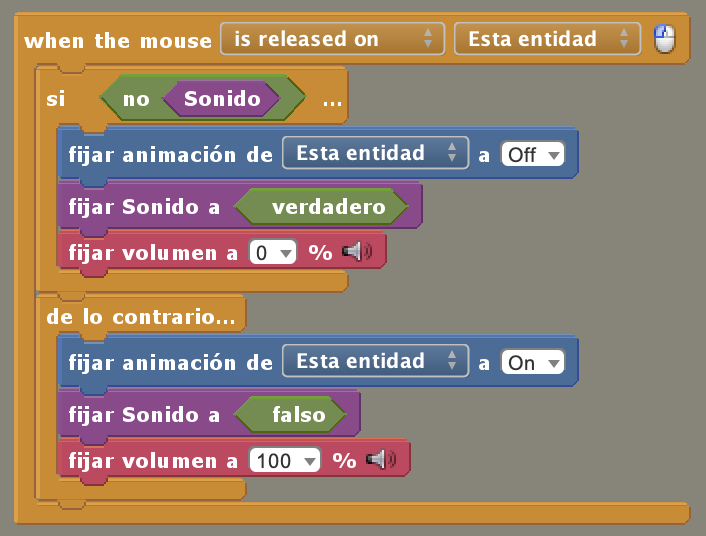 when the mouse is released on Esta entidad
si no Sonido ...
fijar animación de Esta entidad a Off
fijar Sonido a verdadero
fijar volumen a 0 %
de lo contrario...
fijar animación de Esta entidad a On
fijar Sonido a falso
fijar volumen a 100 %